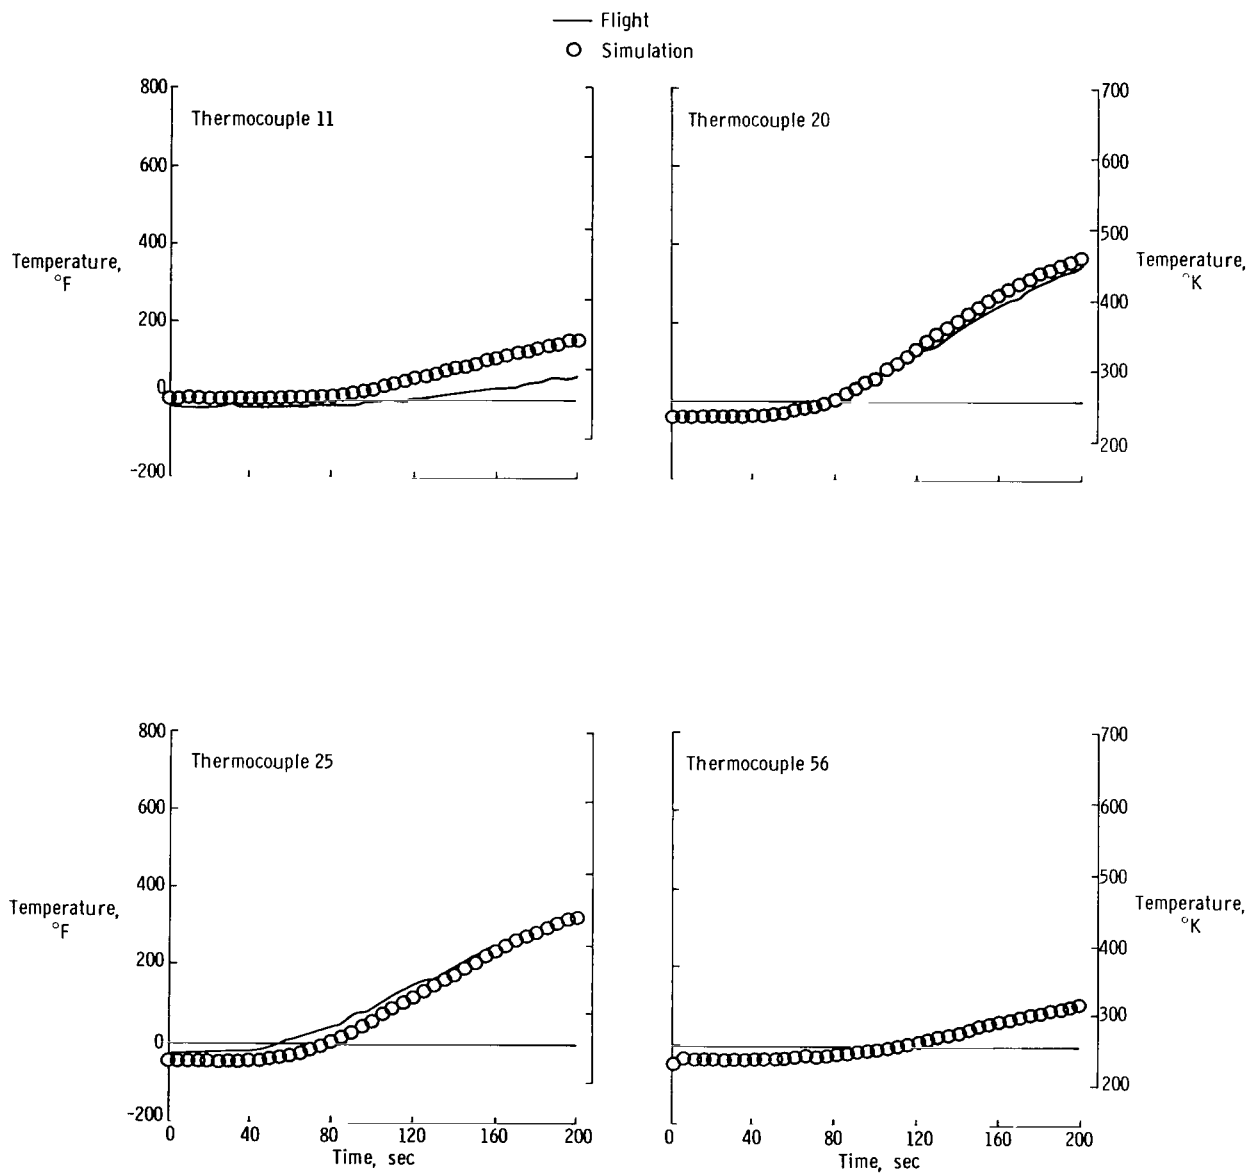 Flight
Simulation
800
600
400
200
0
-200
Temperature,
°F
Thermocouple 11
Thermocouple 20
700
600
500
400
300
200
Temperature,
°K
800
600
400
200
0
-200
Temperature,
°F
Thermocouple 25
0 40 80 120 160 200
Time, sec
Thermocouple 56
700
600
500
400
300
200
Temperature,
°K
0 40 80 120 160 200
Time, sec